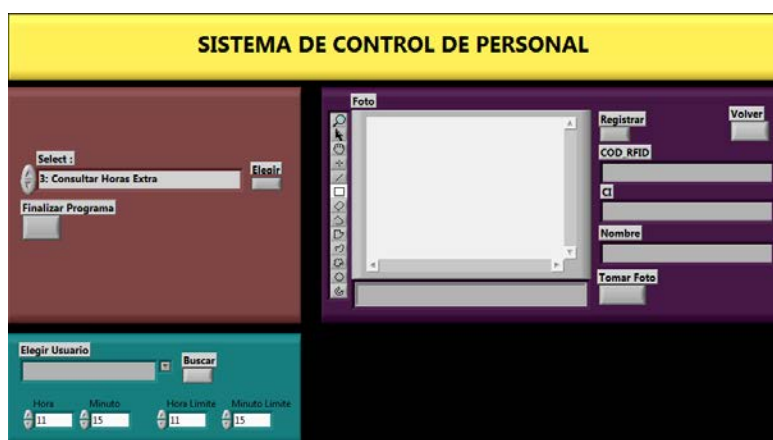 SISTEMA DE CONTROL DE PERSONAL
Select :
3: Consultar Horas Extra
Elegir
Finalizar Programa
Foto
Registrar
Volver
COD_RFID
CI
Nombre
Tomar Foto
Elegir Usuario
Buscar
Hora
Minuto
Hora Limite
Minuto Limite
11
15
11
15